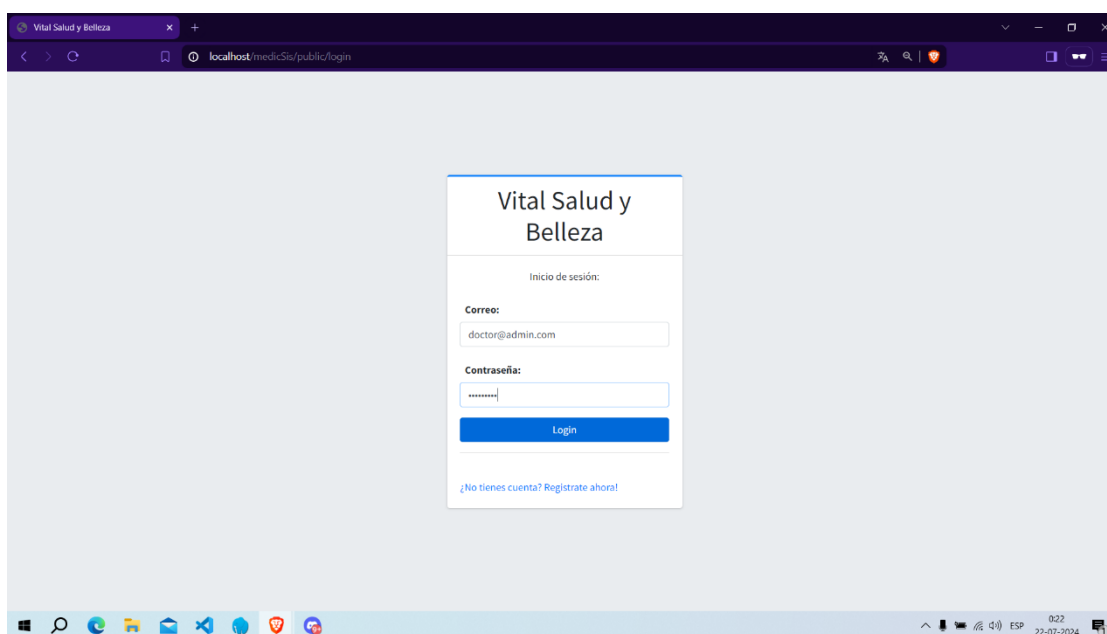 Vital Salud y Belleza
localhost/medicSis/public/login
Vital Salud y
Belleza
Inicio de sesión:
Correo:
doctor@admin.com
Contraseña:
•••••••••
Login
¿No tienes cuenta? Registrate ahora!
ESP
0:22
22-07-2024